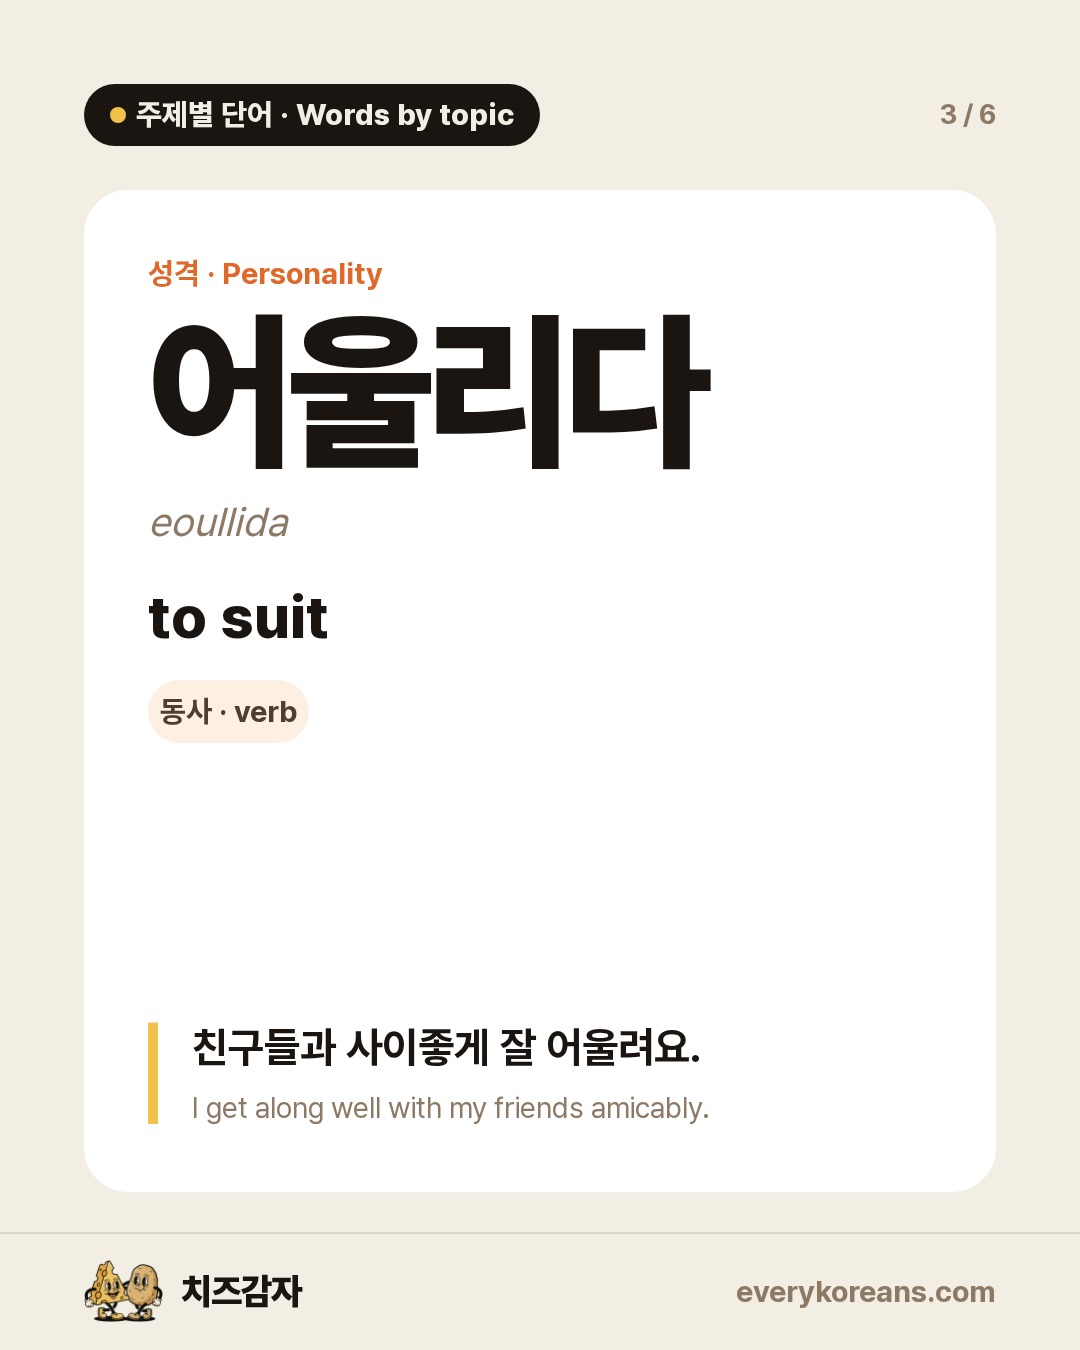 주제별 단어 · Words by topic
3 / 6
성격 · Personality
어울리다
eoullida
to suit
동사 · verb
친구들과 사이좋게 잘 어울려요.
I get along well with my friends amicably.
치즈감자
everykoreans.com